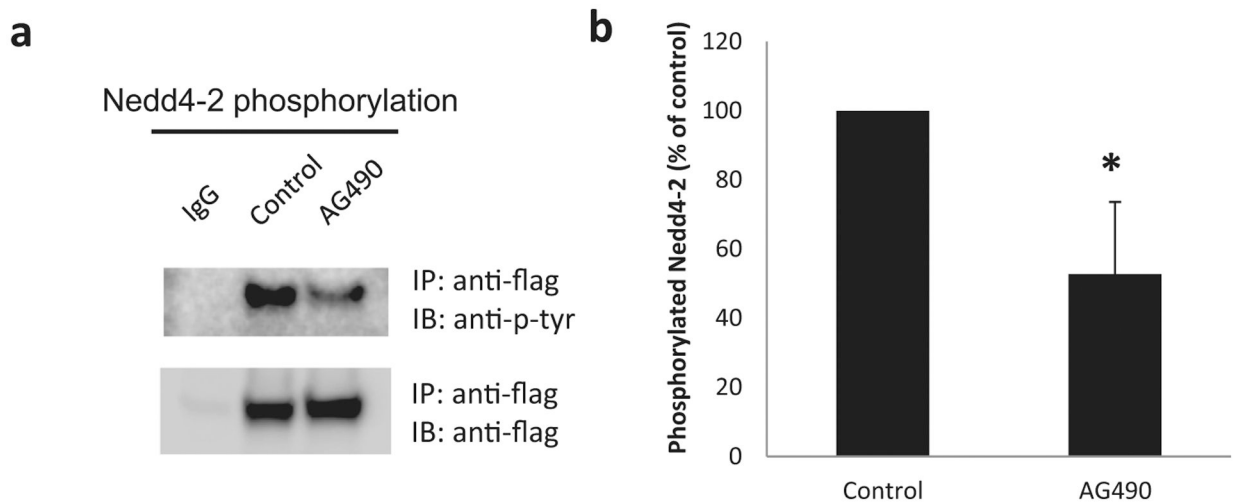 a
Nedd4-2 phosphorylation
IgG
Control
AG490
IP: anti-flag
IB: anti-p-tyr
IP: anti-flag
IB: anti-flag
b
Phosphorylated Nedd4-2 (% of control)
120
100
80
60
40
20
0
*
Control
AG490